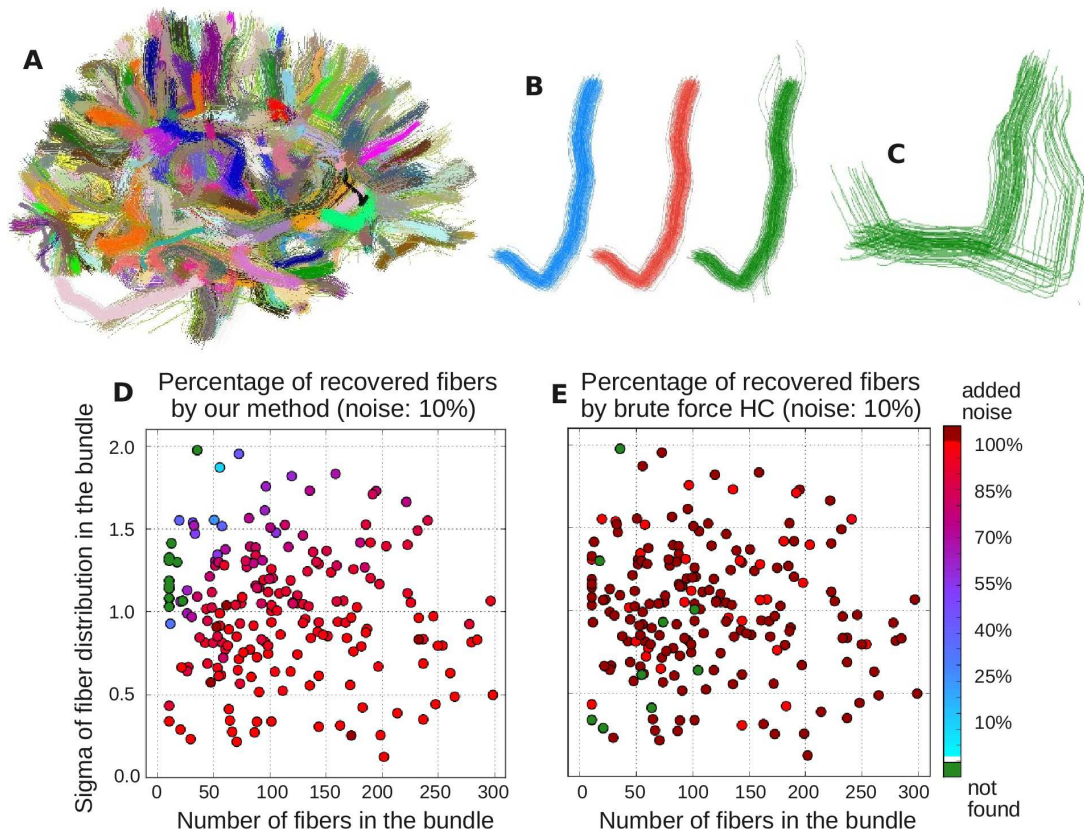 A
B
C
D
Percentage of recovered fibers
by our method (noise: 10%)
E
Percentage of recovered fibers
by brute force HC (noise: 10%)
added
noise
Sigma of fiber distribution in the bundle
2.0
1.5
1.0
0.5
0.0
0
50
100
150
200
250
300
Number of fibers in the bundle
0
50
100
150
200
250
300
Number of fibers in the bundle
100%
85%
70%
55%
40%
25%
10%
not
found